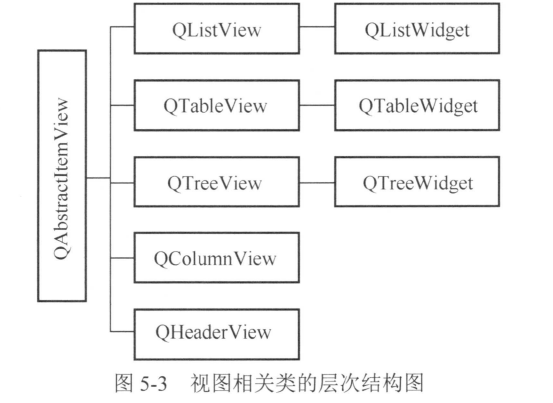 QAbstractItemView
QListView
QListWidget
QTableView
QTableWidget
QTreeView
QTreeWidget
QColumnView
QHeaderView
图 5-3 视图相关类的层次结构图